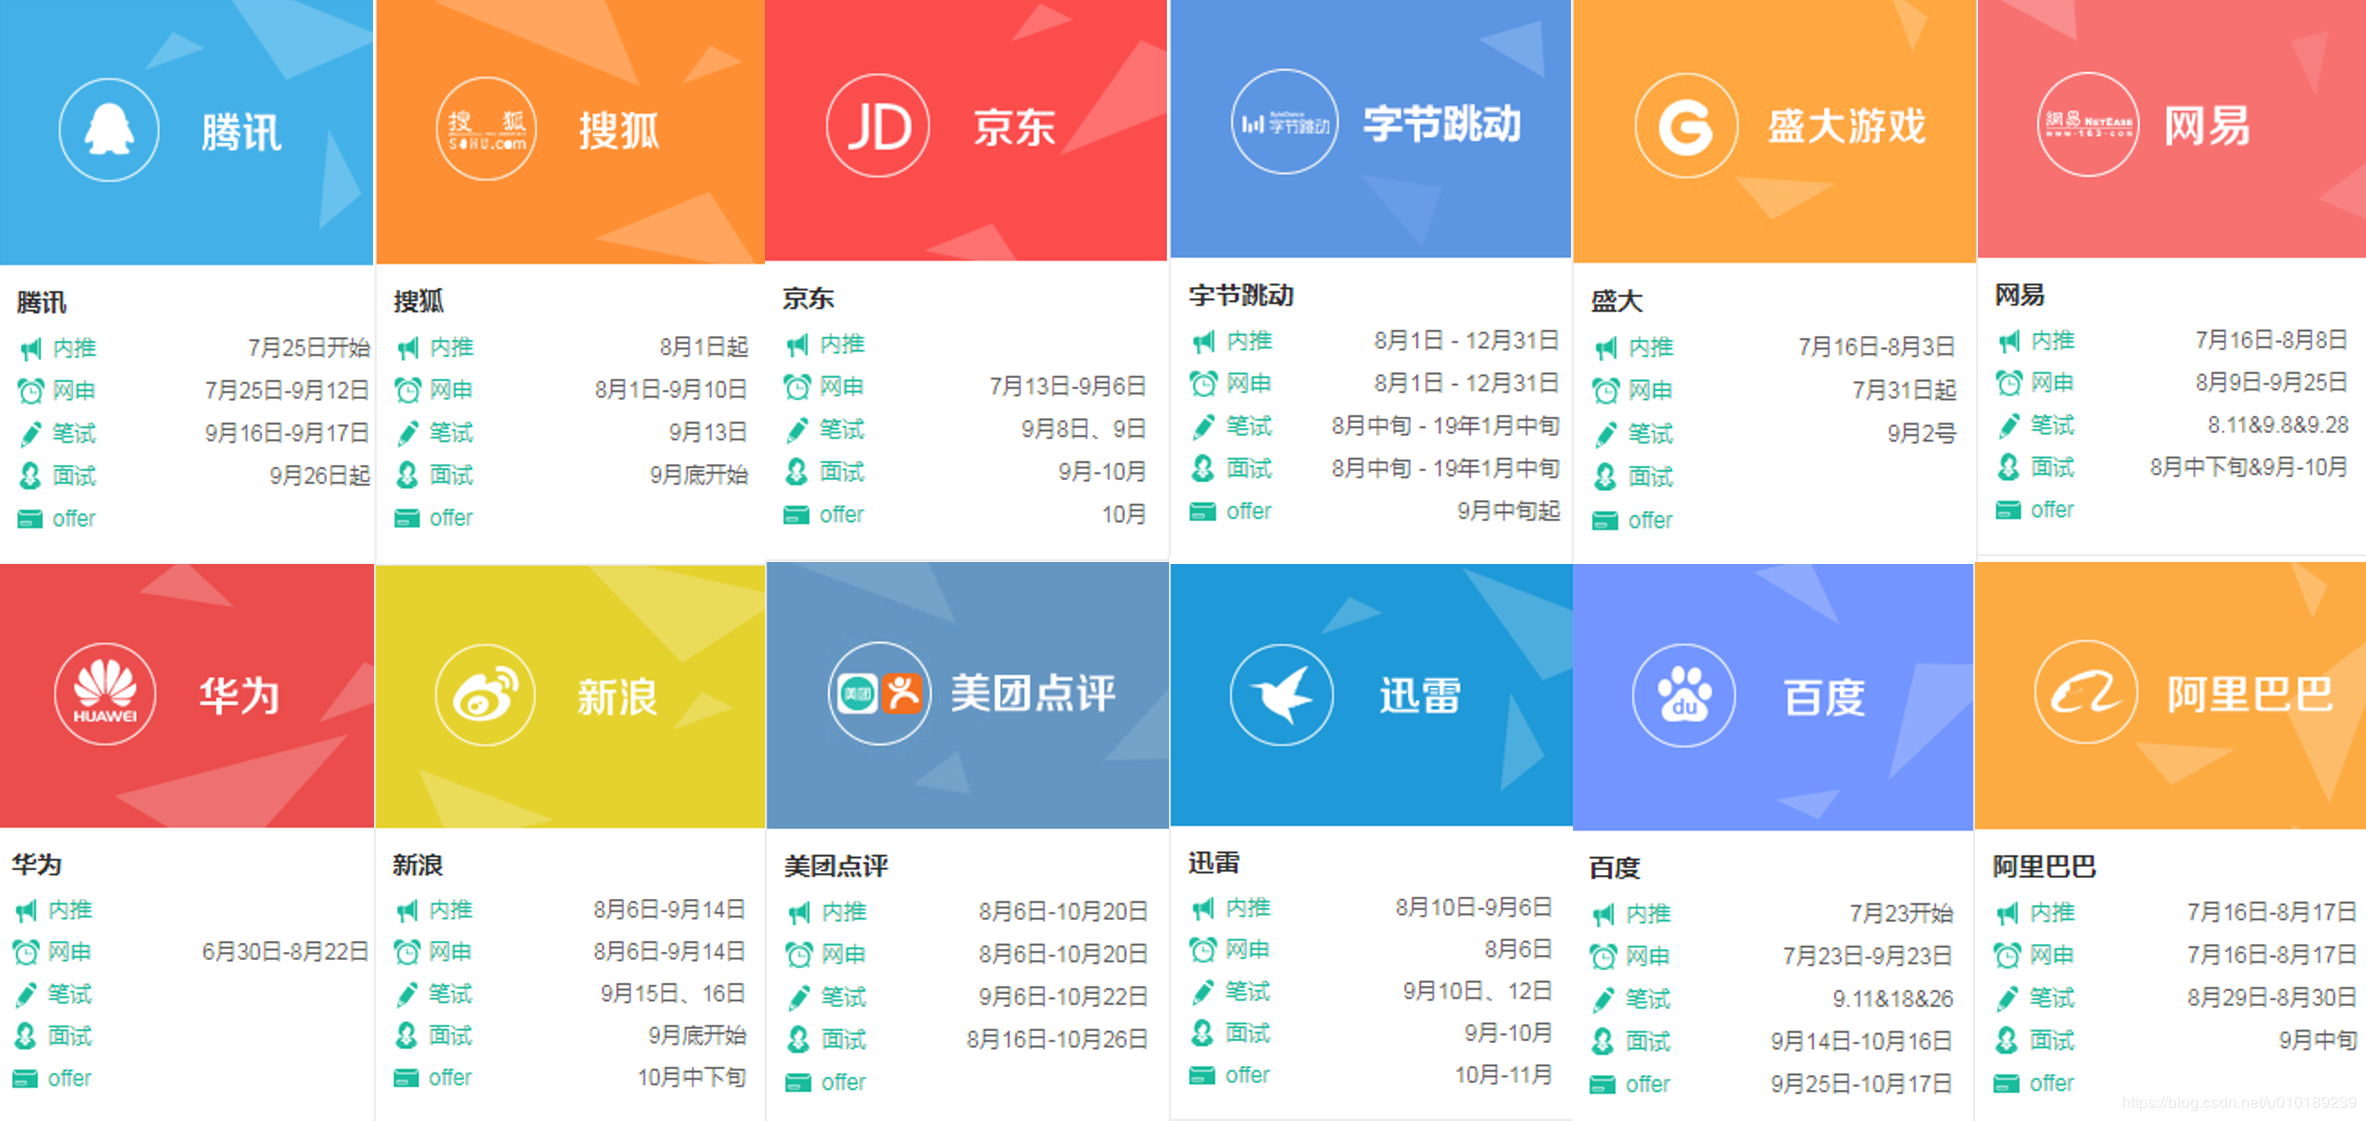 腾讯
腾讯
内推 7月25日开始
网申 7月25日-9月12日
笔试 9月16日-9月17日
面试 9月26日起
offer
搜狐
SOHU.com
搜狐
搜狐
内推 8月1日起
网申 8月1日-9月10日
笔试 9月13日
面试 9月底开始
offer
JD
京东
京东
内推
网申 7月13日-9月6日
笔试 9月8日、9日
面试 9月-10月
offer 10月
ByteDance
字节跳动
字节跳动
字节跳动
内推 8月1日 - 12月31日
网申 8月1日 - 12月31日
笔试 8月中旬 - 19年1月中旬
面试 8月中旬 - 19年1月中旬
offer 9月中旬起
G
盛大游戏
盛大
内推 7月16日-8月3日
网申 7月31日起
笔试 9月2号
面试
offer
網易 NETEASE
www.163.com
网易
网易
内推 7月16日-8月8日
网申 8月9日-9月25日
笔试 8.11&9.8&9.28
面试 8月中下旬&9月-10月
offer
HUAWEI
华为
华为
内推
网申 6月30日-8月22日
笔试
面试
offer
新浪
新浪
内推 8月6日-9月14日
网申 8月6日-9月14日
笔试 9月15日、16日
面试 9月底开始
offer 10月中下旬
美团
美团点评
美团点评
内推 8月6日-10月20日
网申 8月6日-10月20日
笔试 9月6日-10月22日
面试 8月16日-10月26日
offer
迅雷
迅雷
内推 8月10日-9月6日
网申 8月6日
笔试 9月10日、12日
面试 9月-10月
offer 10月-11月
du
百度
百度
内推 7月23开始
网申 7月23日-9月23日
笔试 9.11&18&26
面试 9月14日-10月16日
offer 9月25日-10月17日
阿里巴巴
阿里巴巴
内推 7月16日-8月17日
网申 7月16日-8月17日
笔试 8月29日-8月30日
面试 9月中旬
offer
https://blog.csdn.net/u010189239